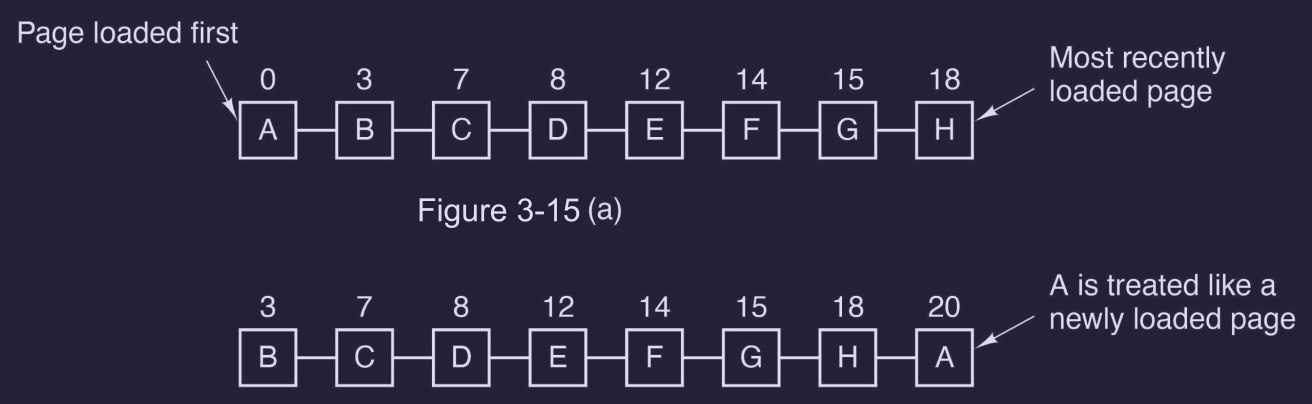 Page loaded first
0 3 7 8 12 14 15 18
Most recently
loaded page
A B C D E F G H
Figure 3-15 (a)
3 7 8 12 14 15 18 20
A is treated like a
newly loaded page
B C D E F G H A